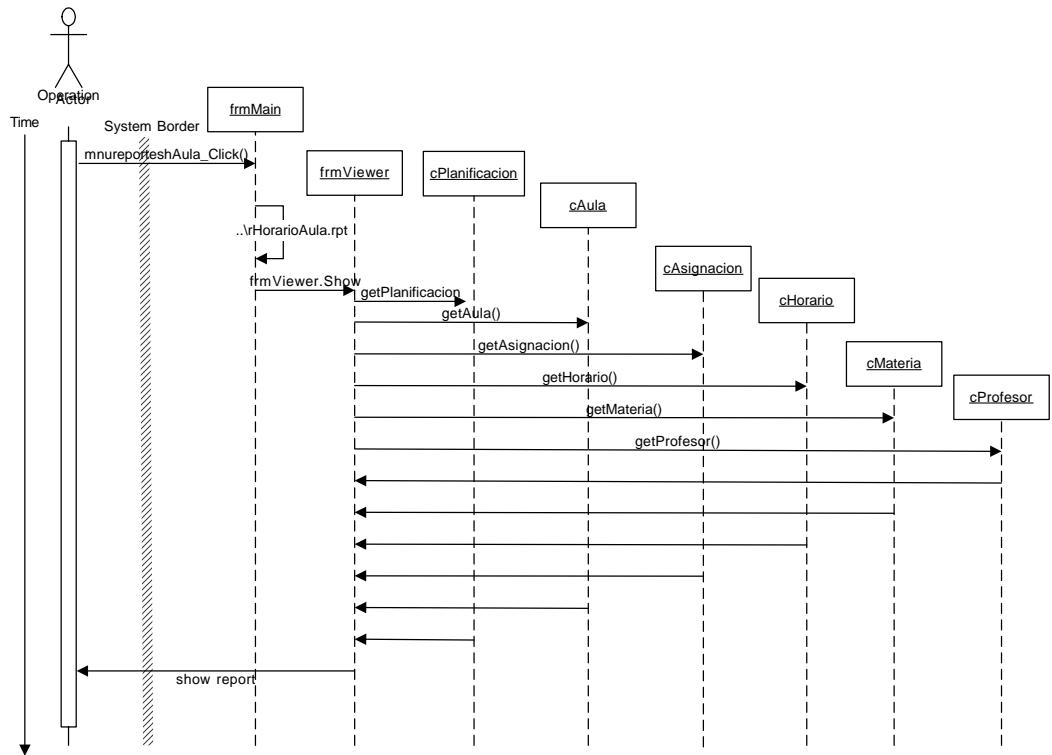 Operation
Actor
Time
System Border
frmMain
mnureporteshAula_Click()
frmViewer
cPlanificacion
cAula
..\rHorarioAula.rpt
cAsignacion
frmViewer.Show
getPlanificacion
cHorario
getAula()
getAsignacion()
cMateria
getHorario()
cProfesor
getMateria()
getProfesor()
show report